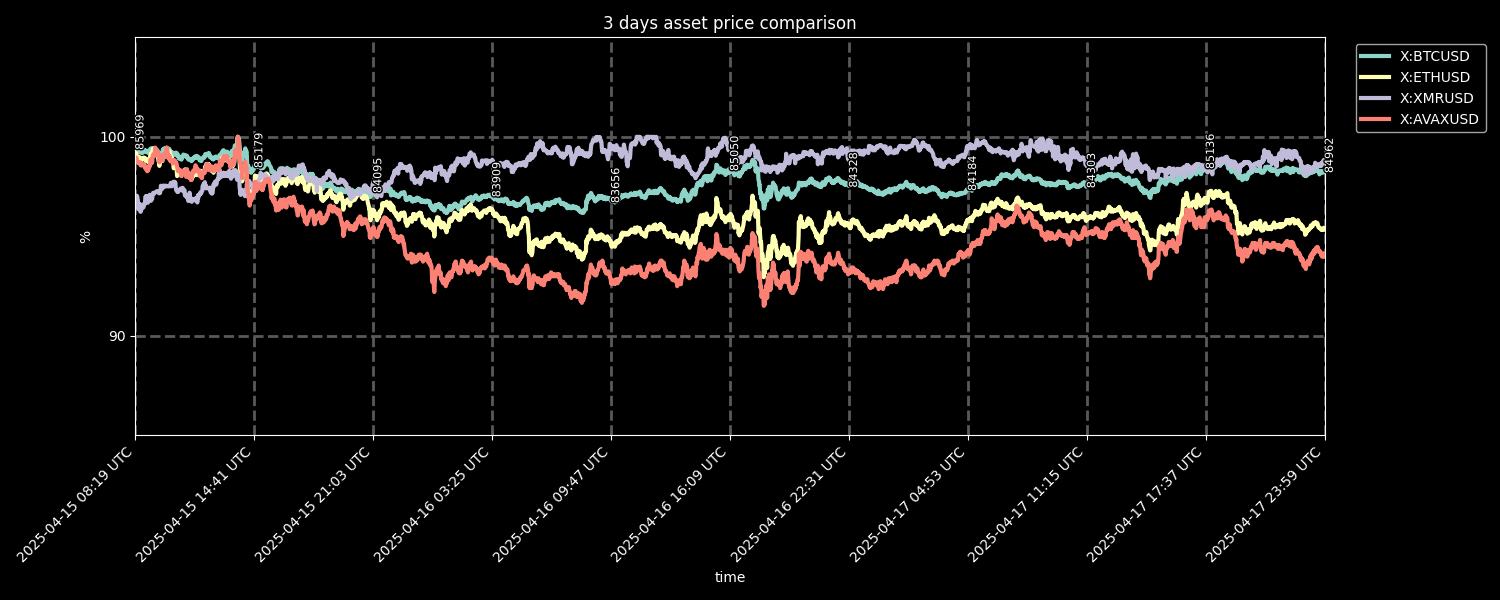 3 days asset price comparison
X:BTCUSD
X:ETHUSD
X:XMRUSD
X:AVAXUSD
%
100
90
85969
85179
84095
83909
83656
85050
84328
84184
84303
85136
84962
2025-04-15 08:19 UTC
2025-04-15 14:41 UTC
2025-04-15 21:03 UTC
2025-04-16 03:25 UTC
2025-04-16 09:47 UTC
2025-04-16 16:09 UTC
2025-04-16 22:31 UTC
2025-04-17 04:53 UTC
2025-04-17 11:15 UTC
2025-04-17 17:37 UTC
2025-04-17 23:59 UTC
time